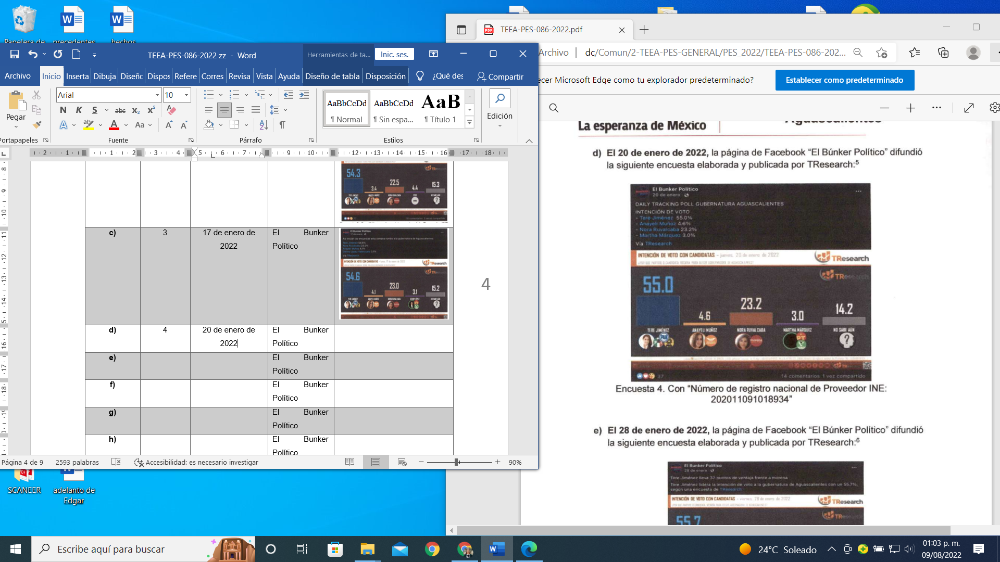 Papelera de
precedentes
hechos
TEEA-PES-086-2022 zz - Word
Herramientas de ta...
Inic. ses.
Archivo
Inicio
Inserta
Dibuja
Diseñc
Dispos
Refere
Corres
Revisa
Vista
Ayuda
Diseño de tabla
Disposición
¿Qué des
Compartir
Pegar
Portapapeles
Arial
10
N K S abc x₂ x²
Aa
Fuente
Párrafo
AaBbCcDd
¶ Normal
AaBbCcDd
¶ Sin espa...
AaB
¶ Título 1
Estilos
Edición
54.3
3.4
22.5
4.4
15.3
c)
3
17 de enero de
2022
El Bunker
Político
El Bunker Político
TResearch
54.6
4.1
23.0
3.1
15.2
4
d)
4
20 de enero de
2022
El Bunker
Político
e)
El Bunker
Político
f)
El Bunker
Político
g)
El Bunker
Político
h)
El Bunker
Político
Página 4 de 9
2593 palabras
Accesibilidad: es necesario investigar
90%
SCANEER
adelanto de
Edgar
TEEA-PES-086-2022.pdf
Archivo
dc/Comun/2-TEEA-PES-GENERAL/PES_2022/TEEA-PES-086-202...
ecer Microsoft Edge como tu explorador predeterminado?
Establecer como predeterminado
La esperanza de México
Aguascalientes
d) El 20 de enero de 2022, la página de Facebook “El Búnker Político” difundió
la siguiente encuesta elaborada y publicada por TResearch:⁵
El Bunker Político
20 de enero
DAILY TRACKING POLL GUBERNATURA AGUASCALIENTES
INTENCIÓN DE VOTO
- Tere Jiménez 55.0%
- Anayeli Muñoz 4.6%
- Nora Ruvalcaba 23.2%
- Martha Márquez 3.0%
Vía TResearch
INTENCIÓN DE VOTO CON CANDIDATAS - jueves, 20 de enero de 2022
TResearch
55.0
4.6
23.2
3.0
14.2
TERE JIMÉNEZ
ANAYELI MUÑOZ
NORA RUVALCABA
MARTHA MÁRQUEZ
NO SABE AÚN
37
14 comentarios 1 vez compartido
Encuesta 4. Con “Número de registro nacional de Proveedor INE:
202011091018934”
e) El 28 de enero de 2022, la página de Facebook “El Búnker Político” difundió
la siguiente encuesta elaborada y publicada por TResearch:⁶
El Bunker Político
28 de enero
Tere Jiménez lleva 32 puntos de ventaja frente a morena
Tere Jiménez lidera la intención de voto a la gubernatura de Aguascalientes con un 55.7%,
según una encuesta de TResearch
INTENCIÓN DE VOTO CON CANDIDATAS - viernes, 28 de enero de 2022
TResearch
55.7
Escribe aquí para buscar
24°C Soleado
01:03 p. m.
09/08/2022